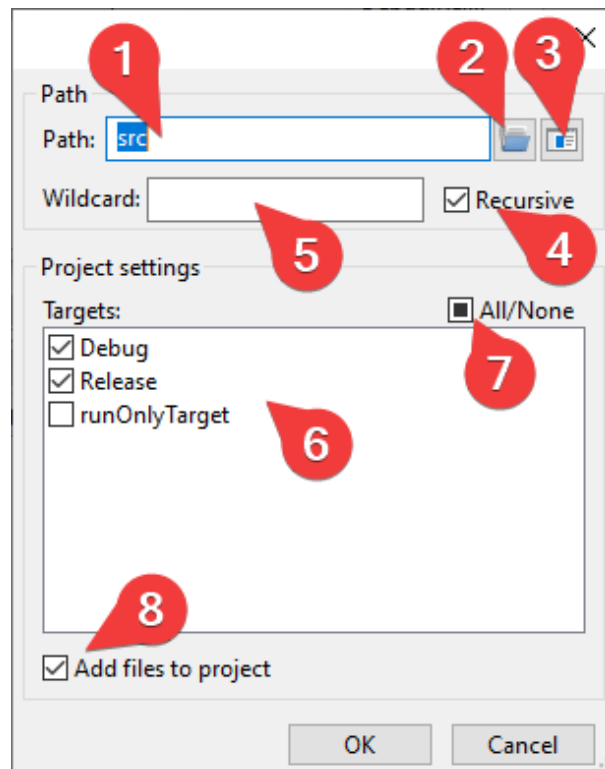 1
2
3
Path
Path: src
Wildcard:
Recursive
5
4
Project settings
Targets:
All/None
Debug
Release
runOnlyTarget
7
6
8
Add files to project
OK
Cancel